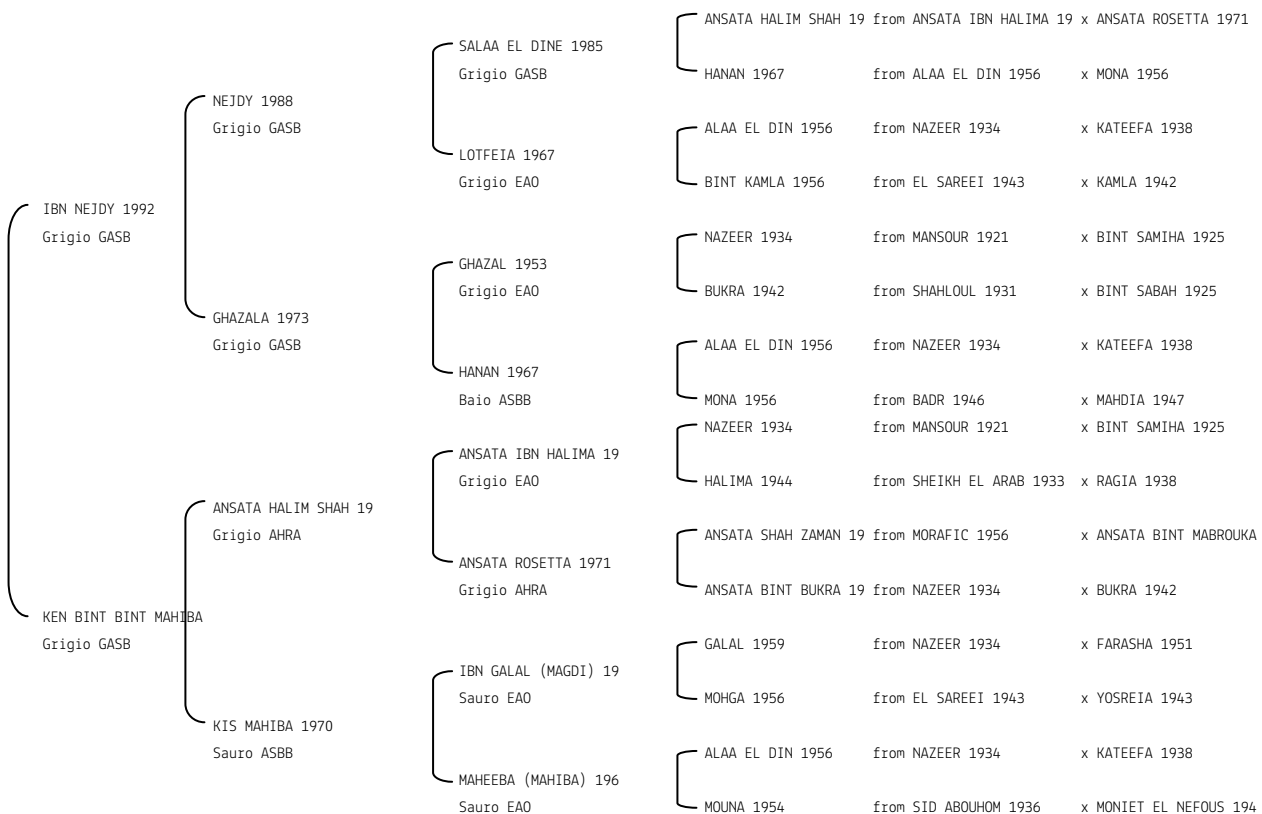 ANSATA HALIM SHAH 19 from ANSATA IBN HALIMA 19 x ANSATA ROSETTA 1971
SALAA EL DINE 1985
Grigio GASB HANAN 1967 from ALAA EL DIN 1956 x MONA 1956
NEJDY 1988
Grigio GASB ALAA EL DIN 1956 from NAZEER 1934 x KATEEFA 1938
LOTFEIA 1967
Grigio EAO BINT KAMLA 1956 from EL SAREEI 1943 x KAMLA 1942
IBN NEJDY 1992
Grigio GASB NAZEER 1934 from MANSOUR 1921 x BINT SAMIHA 1925
GHAZAL 1953
Grigio EAO BUKRA 1942 from SHAHLOUL 1931 x BINT SABAH 1925
GHAZALA 1973
Grigio GASB ALAA EL DIN 1956 from NAZEER 1934 x KATEEFA 1938
HANAN 1967
Baio ASBB MONA 1956 from BADR 1946 x MAHDIA 1947
NAZEER 1934 from MANSOUR 1921 x BINT SAMIHA 1925
ANSATA IBN HALIMA 19
Grigio EAO HALIMA 1944 from SHEIKH EL ARAB 1933 x RAGIA 1938
ANSATA HALIM SHAH 19
Grigio AHRA ANSATA SHAH ZAMAN 19 from MORAFIC 1956 x ANSATA BINT MABROUKA
ANSATA ROSETTA 1971
Grigio AHRA ANSATA BINT BUKRA 19 from NAZEER 1934 x BUKRA 1942
KEN BINT BINT MAHIBA
Grigio GASB GALAL 1959 from NAZEER 1934 x FARASHA 1951
IBN GALAL (MAGDI) 19
Sauro EAO MOHGA 1956 from EL SAREEI 1943 x YOSREIA 1943
KIS MAHIBA 1970
Sauro ASBB ALAA EL DIN 1956 from NAZEER 1934 x KATEEFA 1938
MAHEEBA (MAHIBA) 196
Sauro EAO MOUNA 1954 from SID ABOUHOM 1936 x MONIET EL NEFOUS 194